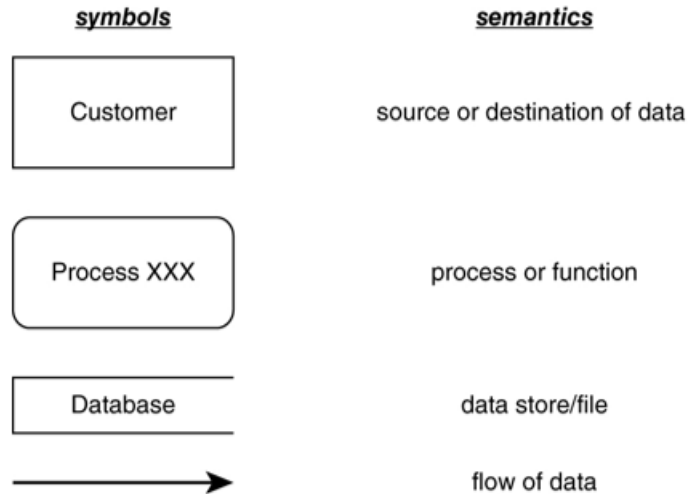 symbols semantics
Customer source or destination of data
Process XXX process or function
Database data store/file
flow of data